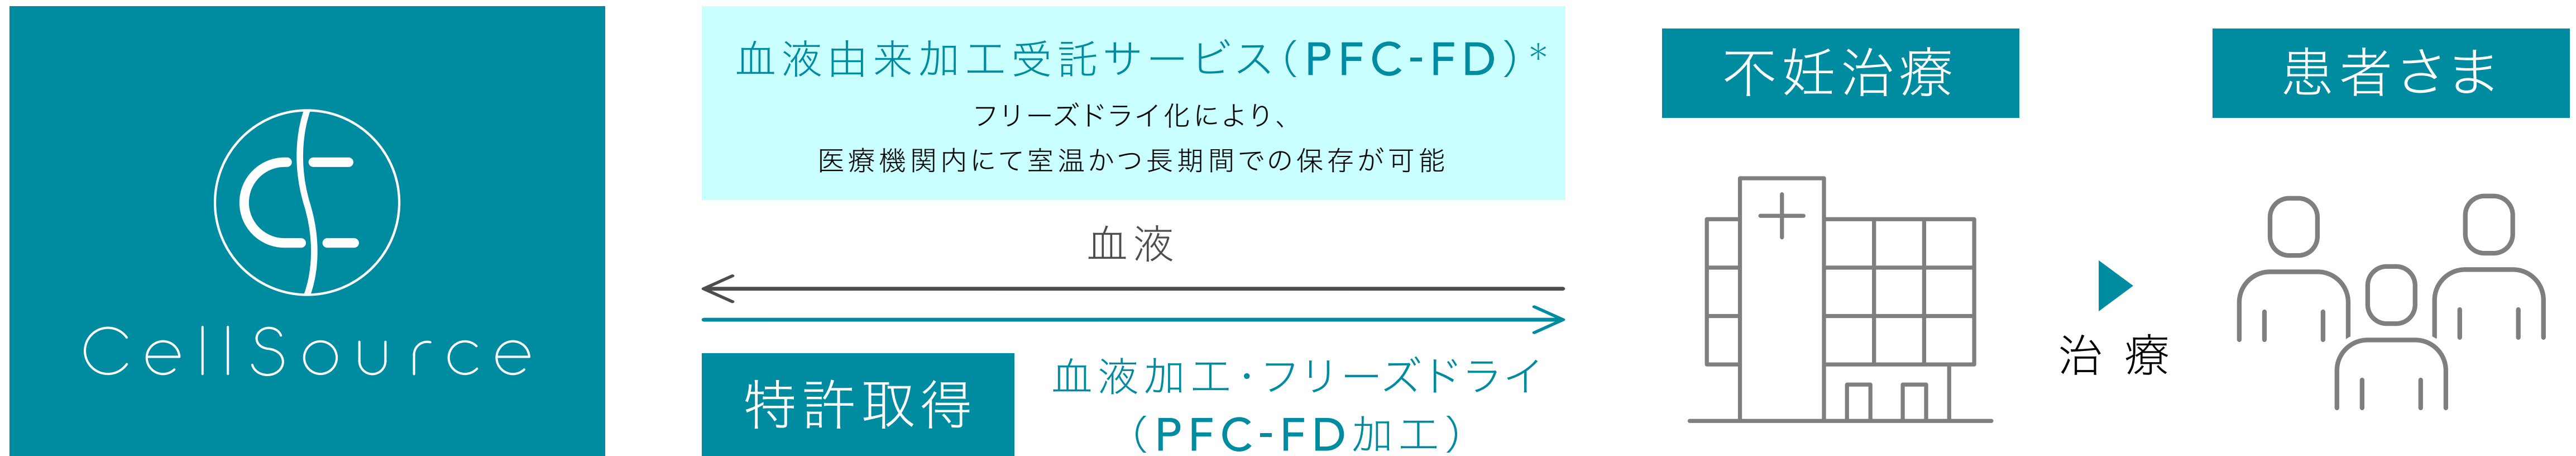 CellSource
血液由来加工受託サービス（PFC-FD）*
フリーズドライ化により、
医療機関内にて室温かつ長期間での保存が可能
血液
特許取得
血液加工・フリーズドライ
（PFC-FD加工）
不妊治療
治療
患者さま